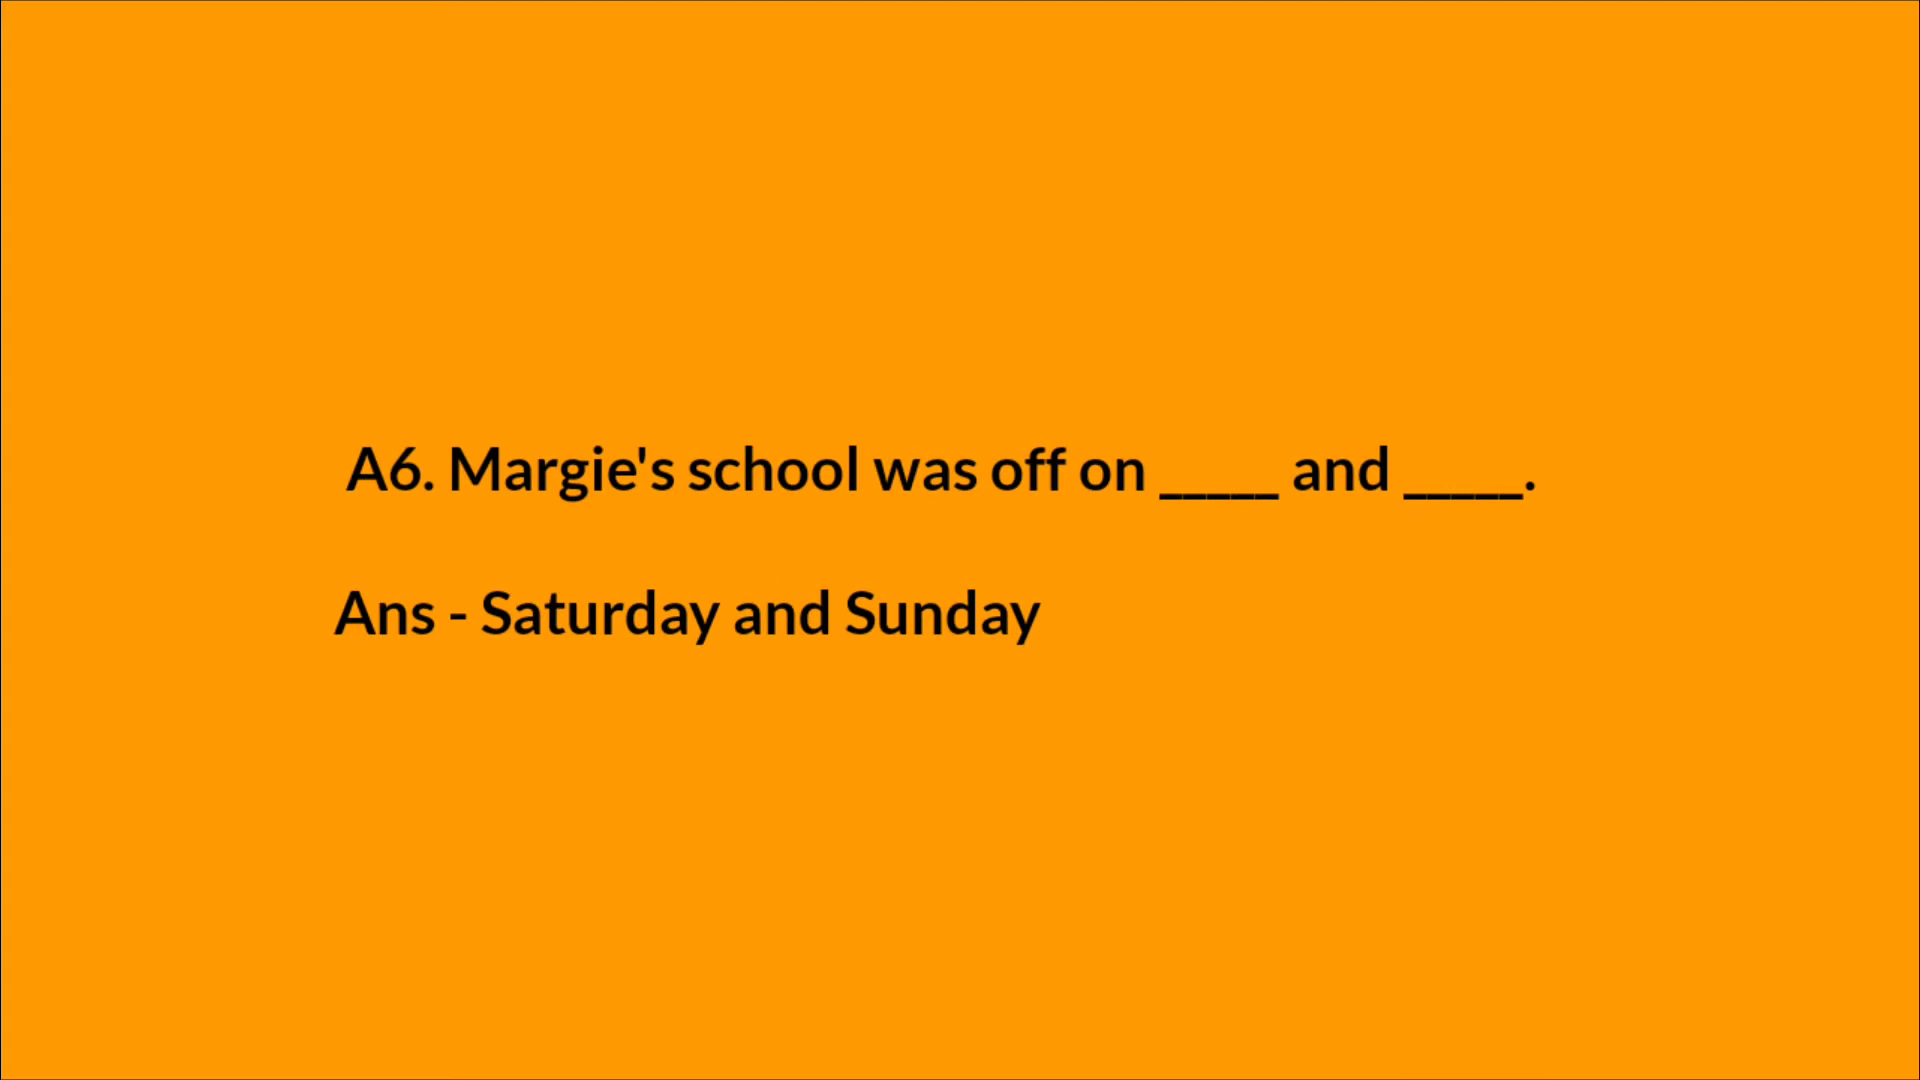 A6. Margie's school was off on _____ and _____.
Ans - Saturday and Sunday